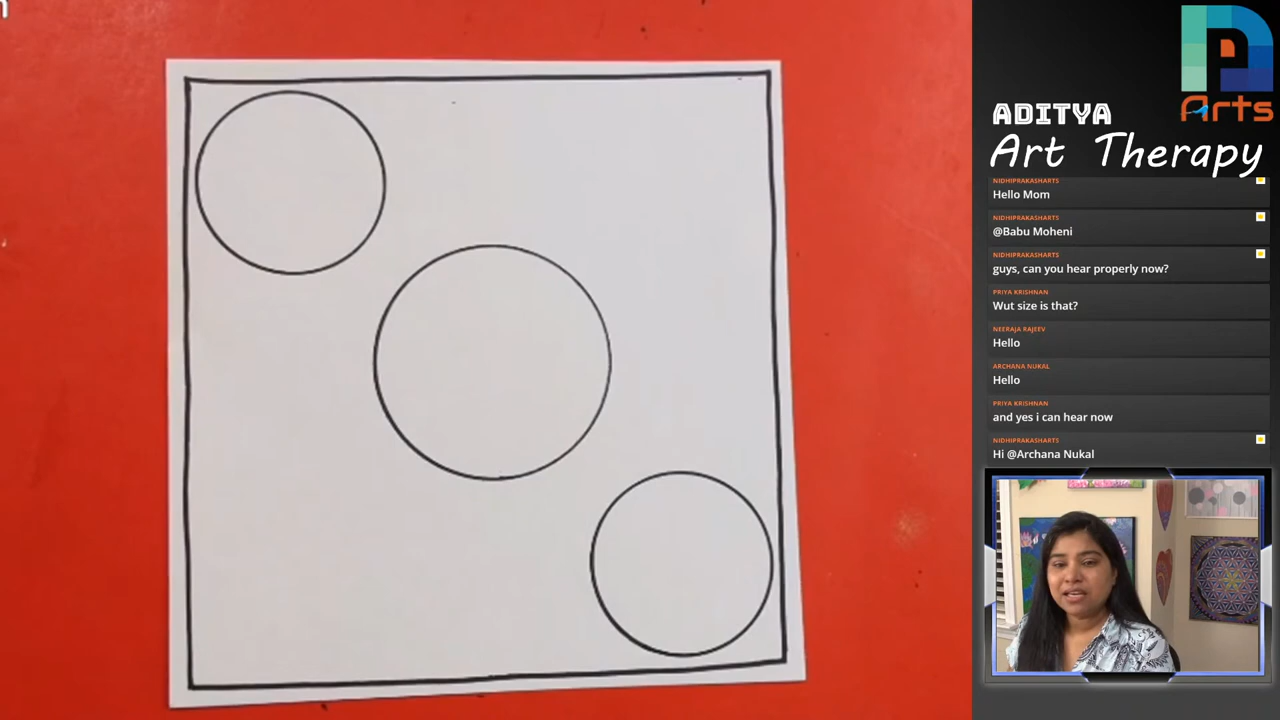 Arts
ADITYA
Art Therapy
NIDHIPRAKASHARTS
Hello Mom
NIDHIPRAKASHARTS
@Babu Moheni
NIDHIPRAKASHARTS
guys, can you hear properly now?
PRIYA KRISHNAN
Wut size is that?
NEERAJA RAJEEV
Hello
ARCHANA NUKAL
Hello
PRIYA KRISHNAN
and yes i can hear now
NIDHIPRAKASHARTS
Hi @Archana Nukal